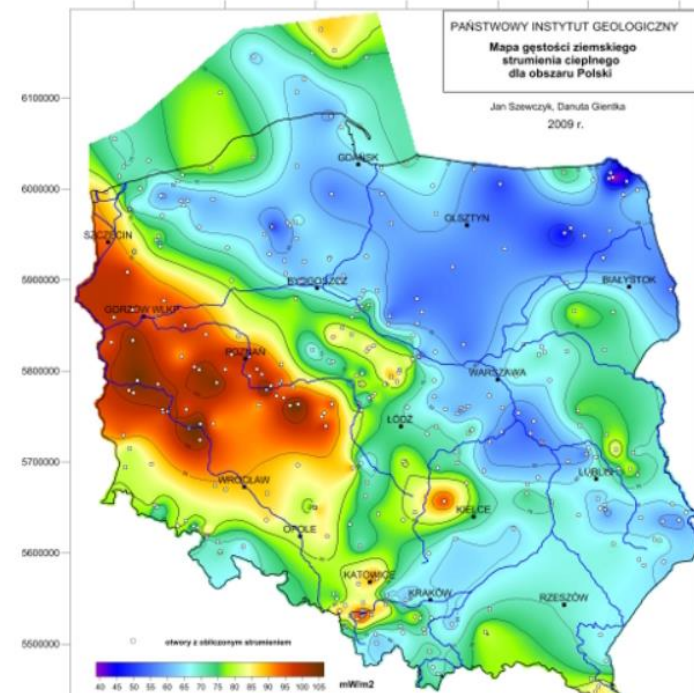 PAŃSTWOWY INSTYTUT GEOLOGICZNY
Mapa gęstości ziemskiego
strumienia cieplnego
dla obszaru Polski
Jan Szewczyk, Danuta Gientka
2009 r.
6100000
GDAŃSK
6000000
OLSZTYN
SZCZECIN
5900000
BYDGOSZCZ
BIAŁYSTOK
GORZÓW WLKP
POZNAŃ
5800000
WARSZAWA
ŁÓDŹ
5700000
LUBLIN
WROCŁAW
KIELCE
OPOLE
5600000
KATOWICE
KRAKÓW
RZESZÓW
5500000
otwory z obliczonym strumieniem
40 45 50 55 60 65 70 75 80 85 90 95 100 105 mW/m2